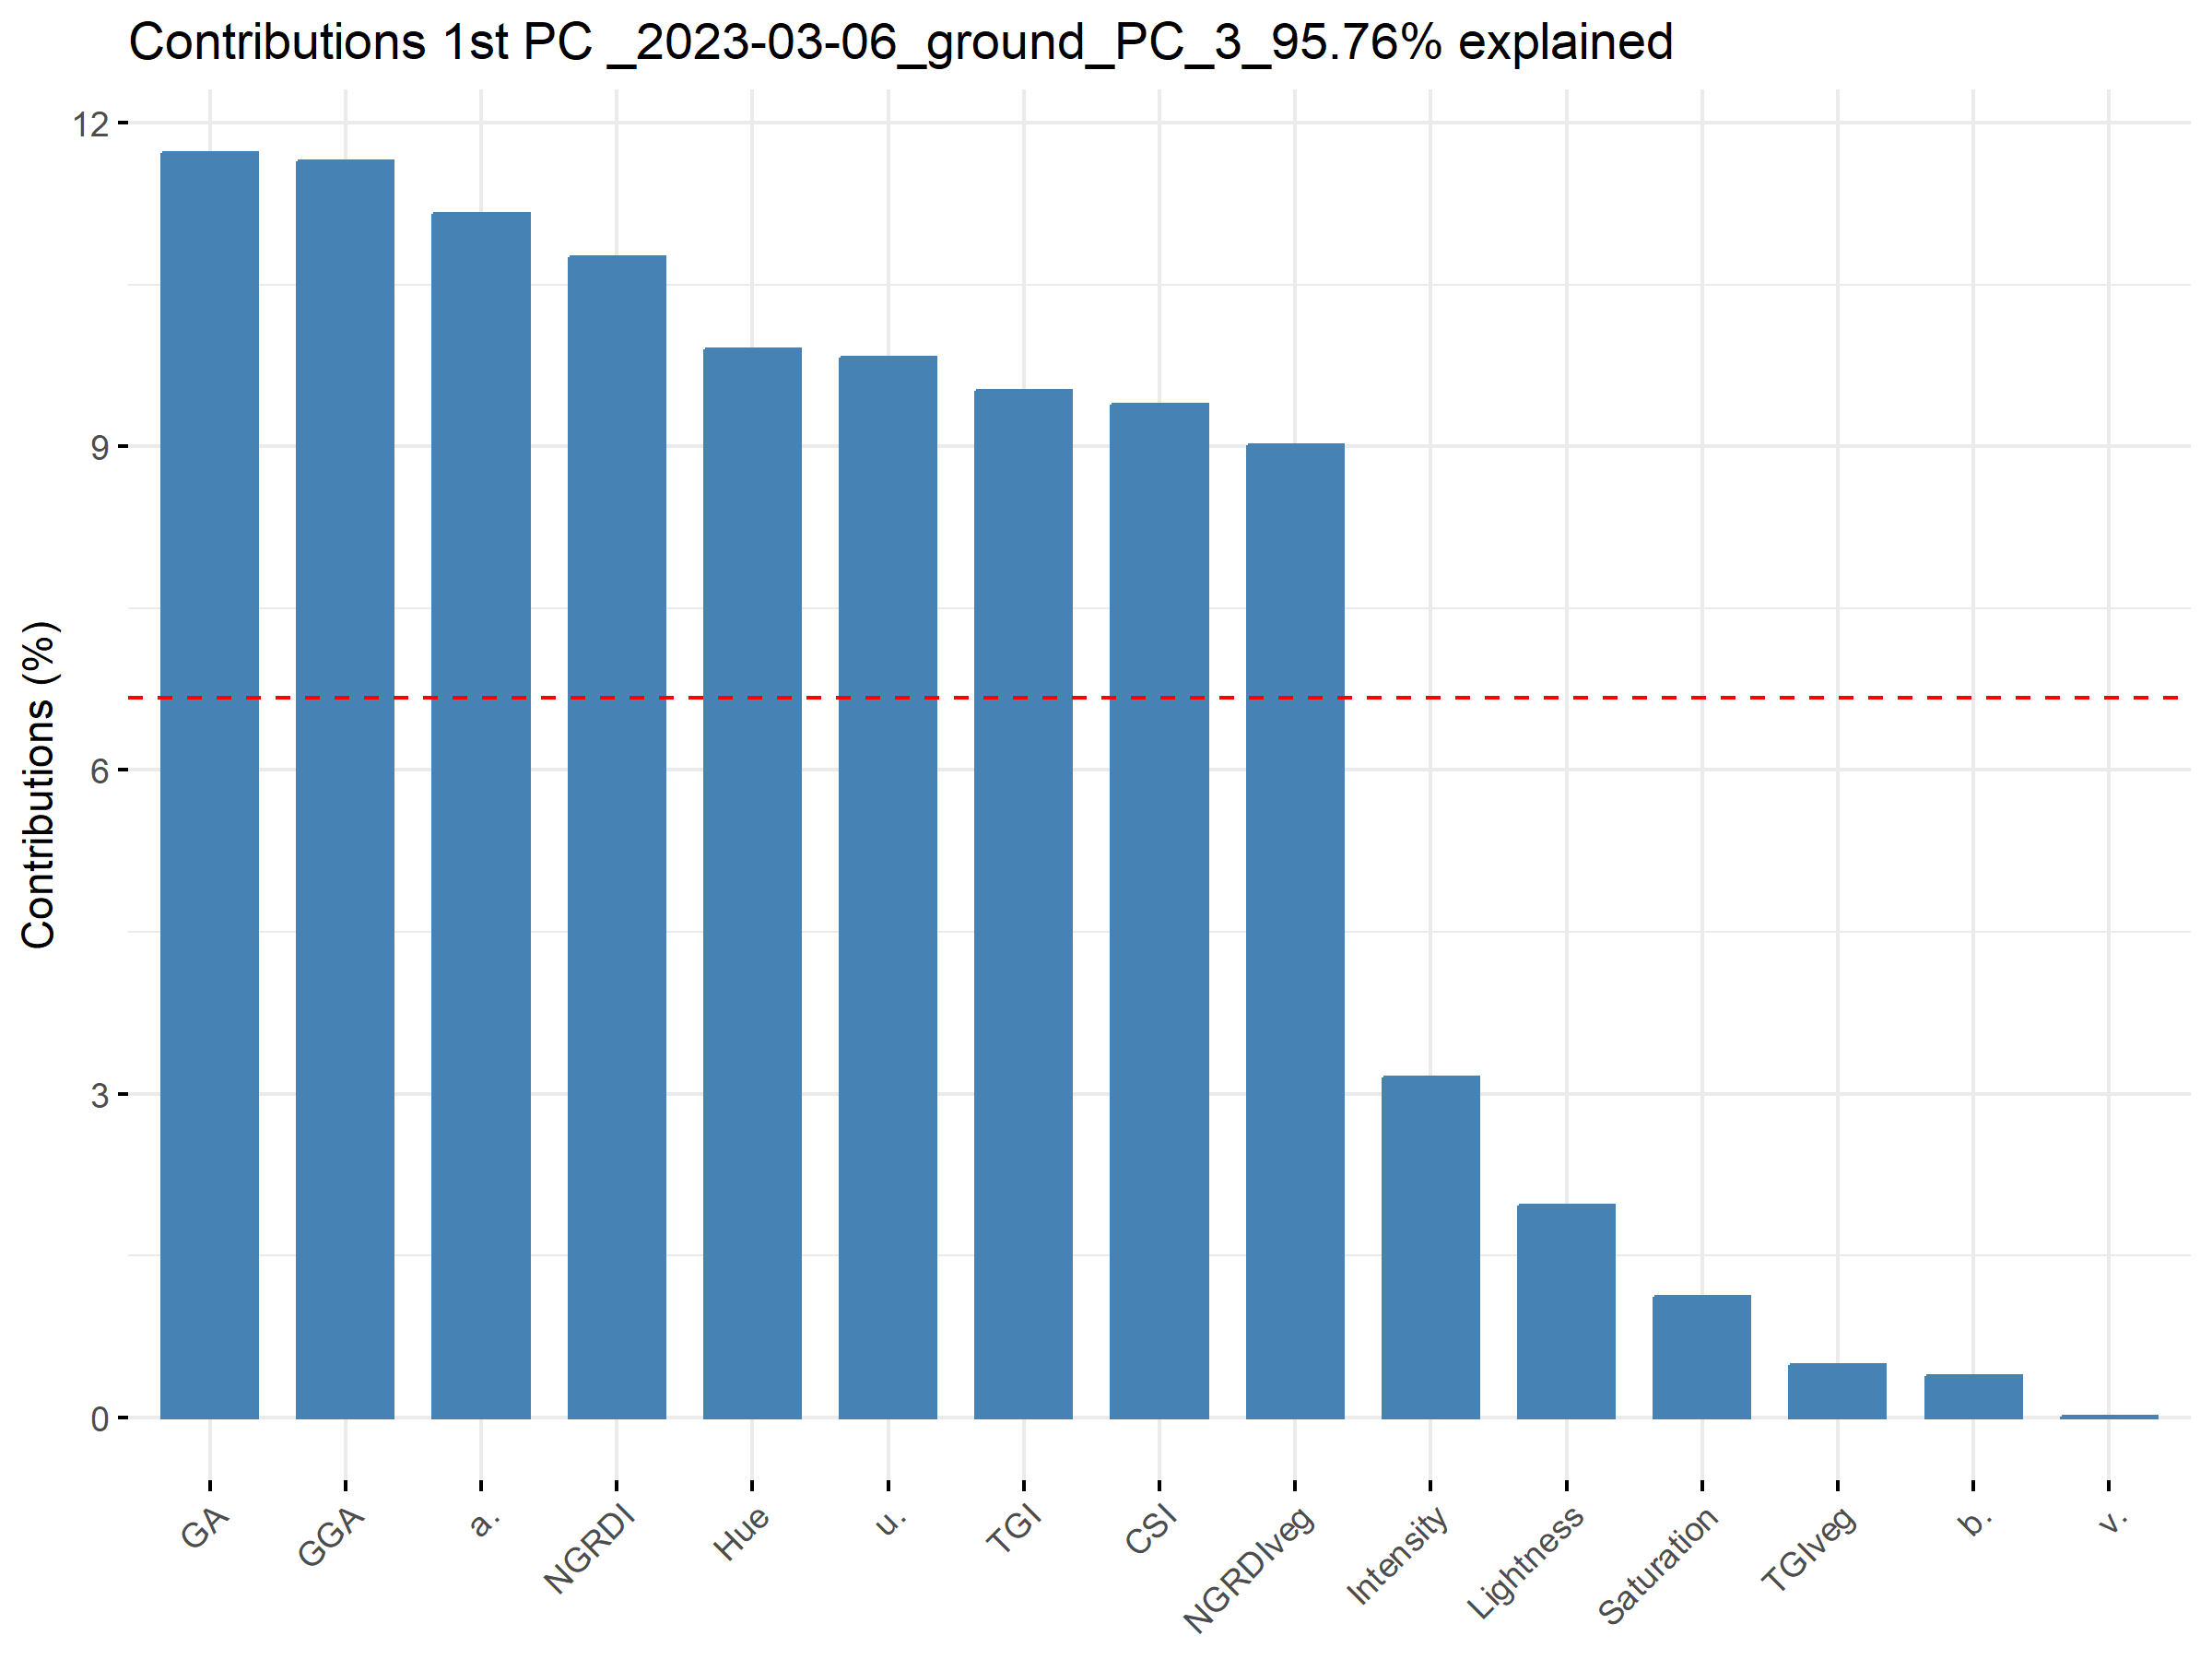 Contributions 1st PC _2023-03-06_ground_PC_3_95.76% explained
12
9
6
3
0
Contributions (%)
GA
GGA
a.
NGRDI
Hue
u.
TGI
CSI
NGRDIveg
Intensity
Lightness
Saturation
TGIveg
b.
v.